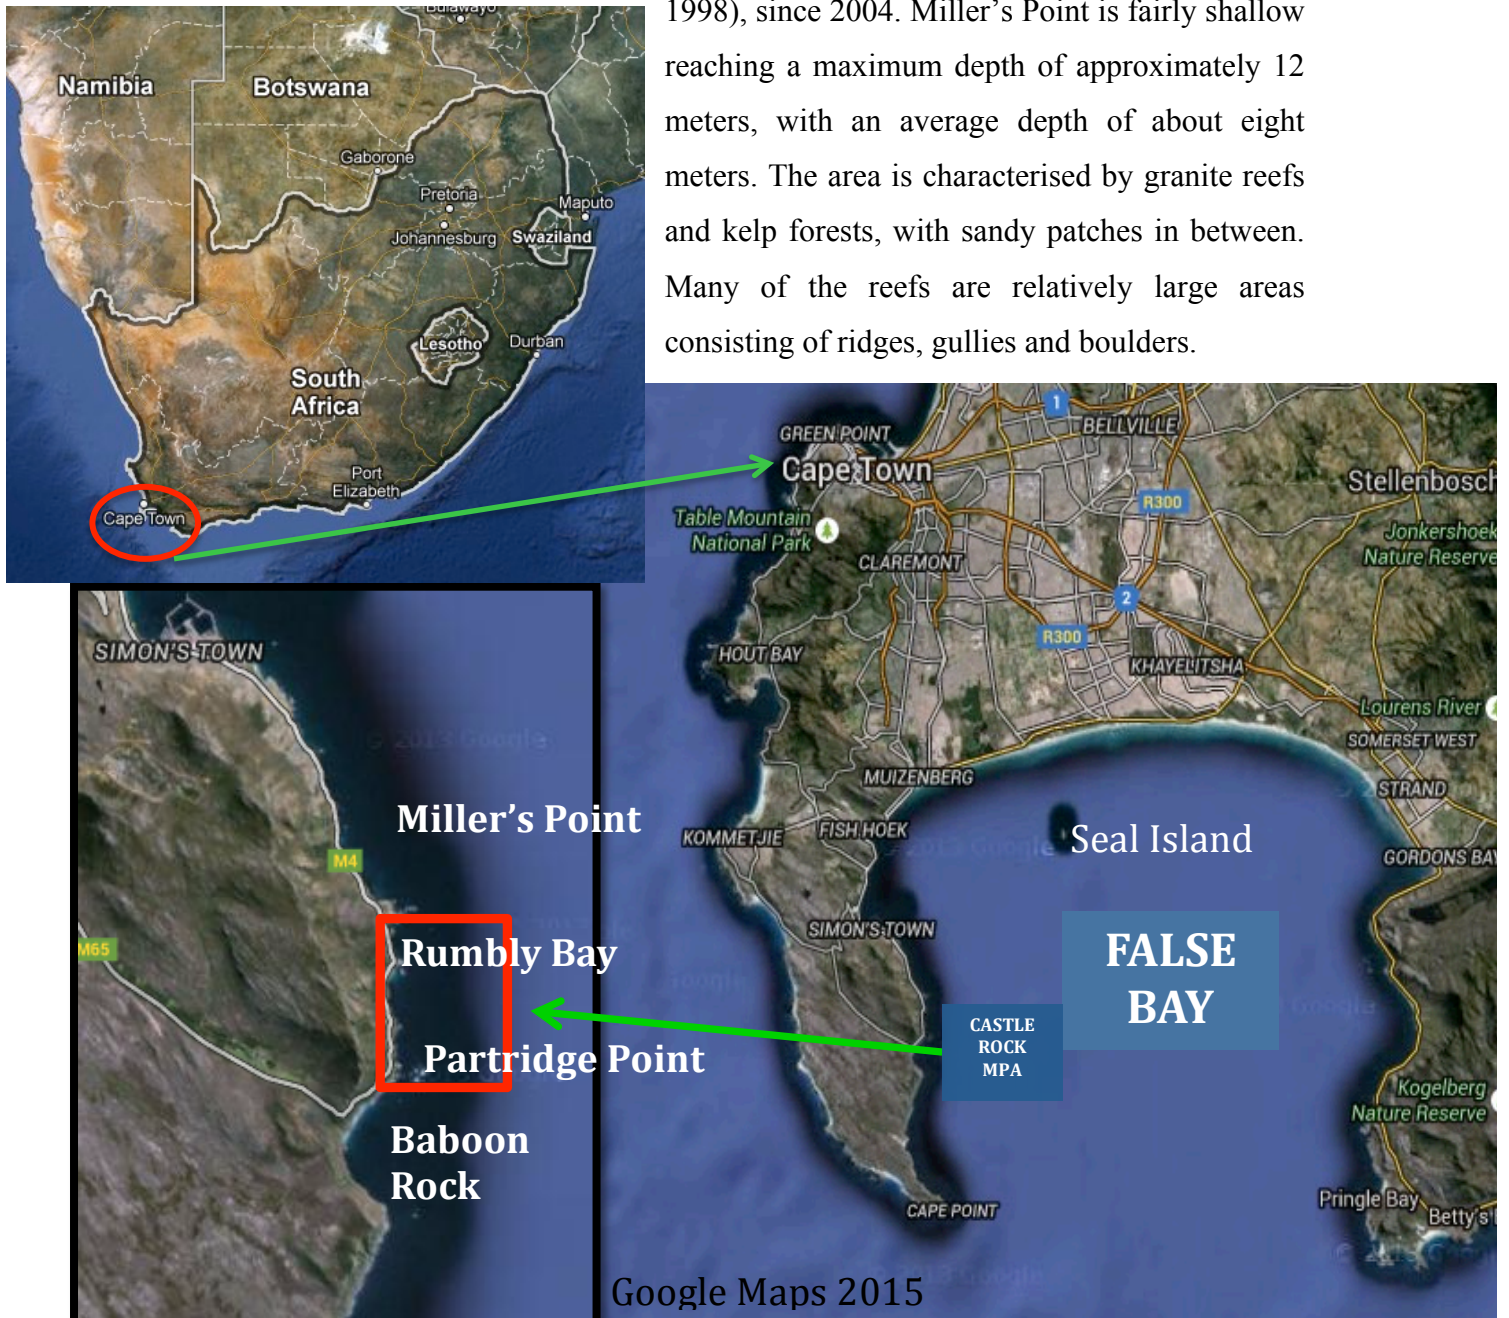 1998), since 2004. Miller's Point is fairly shallow
reaching a maximum depth of approximately 12
meters, with an average depth of about eight
meters. The area is characterised by granite reefs
and kelp forests, with sandy patches in between.
Many of the reefs are relatively large areas
consisting of ridges, gullies and boulders.
Bulawayo
Namibia
Botswana
Gaborone
Pretoria
Maputo
Johannesburg
Swaziland
Lesotho
Durban
South
Africa
Port
Elizabeth
Cape Town
1
GREEN POINT
BELLVILLE
Cape Town
Stellenbosch
R300
Table Mountain
National Park
Jonkershoek
Nature Reserve
CLAREMONT
2
R300
HOUT BAY
KHAYELITSHA
Lourens River
SOMERSET WEST
MUIZENBERG
STRAND
KOMMETJIE
FISH HOEK
Seal Island
GORDONS BAY
SIMON'S TOWN
FALSE
BAY
CASTLE
ROCK
MPA
Kogelberg
Nature Reserve
Pringle Bay
Betty's
CAPE POINT
SIMON'S TOWN
© 2013 Google
Miller's Point
M4
Rumbly Bay
M65
Partridge Point
Baboon
Rock
Google Maps 2015